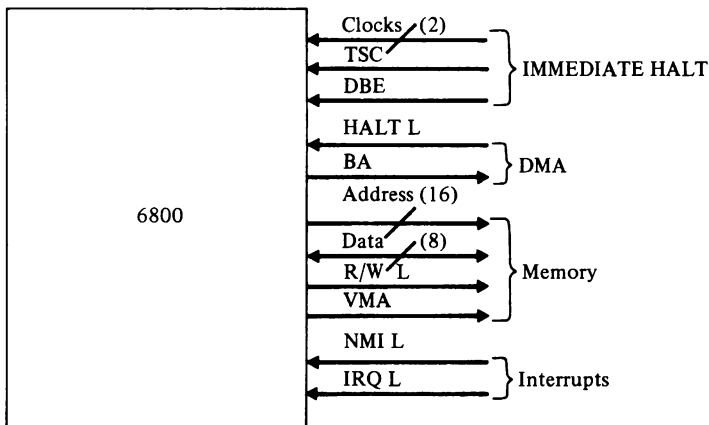 Clocks (2)
TSC
DBE
IMMEDIATE HALT
HALT L
BA
DMA
6800
Address (16)
Data (8)
R/W L
VMA
Memory
NMI L
IRQ L
Interrupts